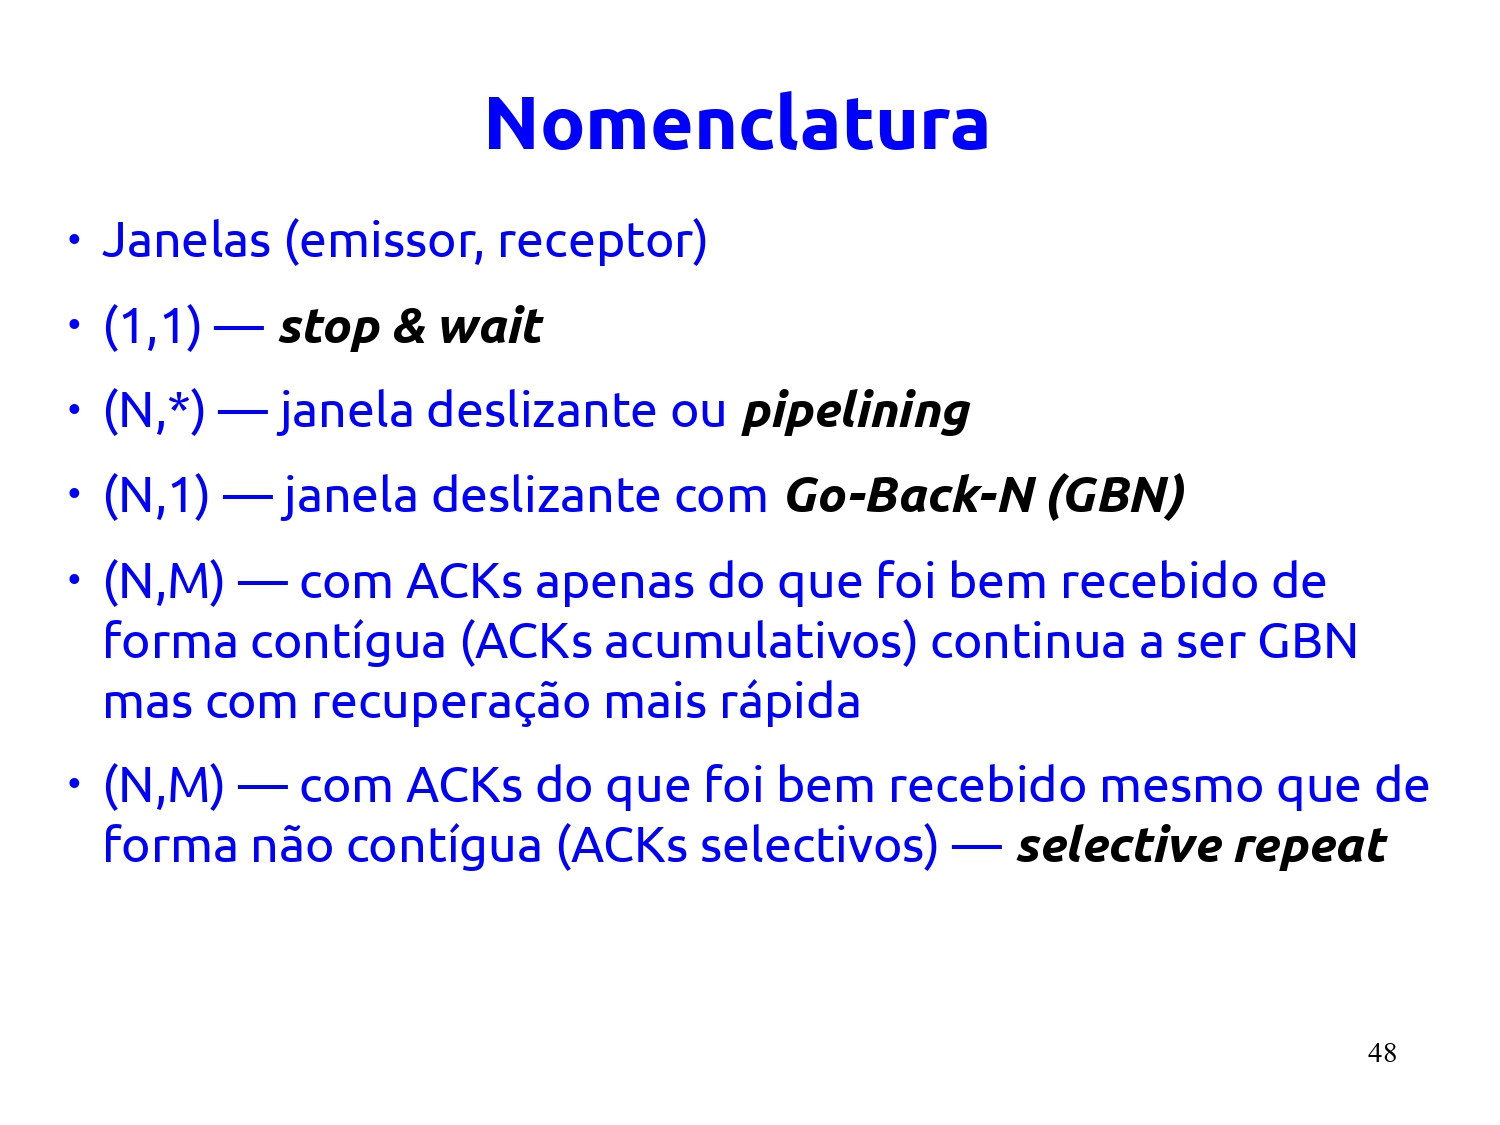 Nomenclatura
• Janelas (emissor, receptor)
• (1,1) — stop & wait
• (N,*) — janela deslizante ou pipelining
• (N,1) — janela deslizante com Go-Back-N (GBN)
• (N,M) — com ACKs apenas do que foi bem recebido de
forma contígua (ACKs acumulativos) continua a ser GBN
mas com recuperação mais rápida
• (N,M) — com ACKs do que foi bem recebido mesmo que de
forma não contígua (ACKs selectivos) — selective repeat
48